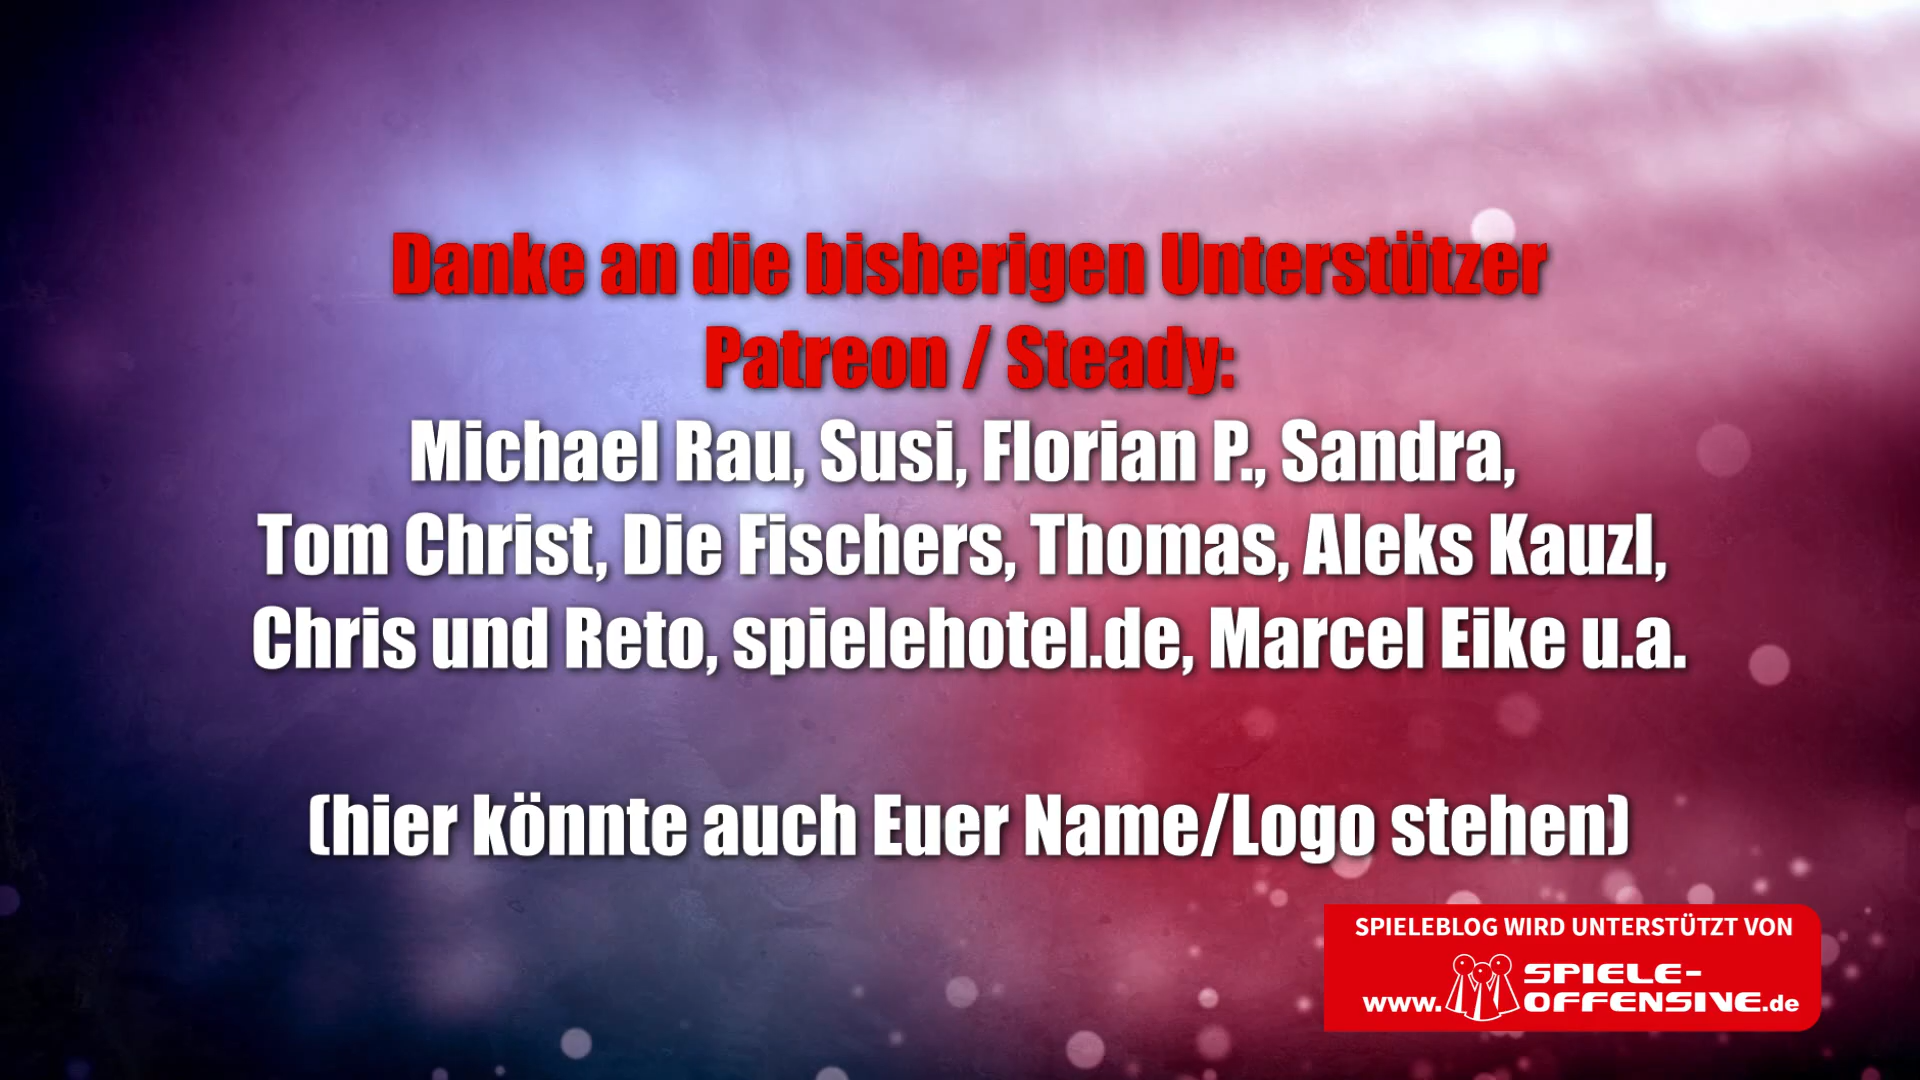 Danke an die bisherigen Unterstützer
Patreon / Steady:
Michael Rau, Susi, Florian P., Sandra,
Tom Christ, Die Fischers, Thomas, Aleks Kauzl,
Chris und Reto, spielehotel.de, Marcel Eike u.a.
(hier könnte auch Euer Name/Logo stehen)
SPIELEBLOG WIRD UNTERSTÜTZT VON
www. SPIELE-
OFFENSIVE.de